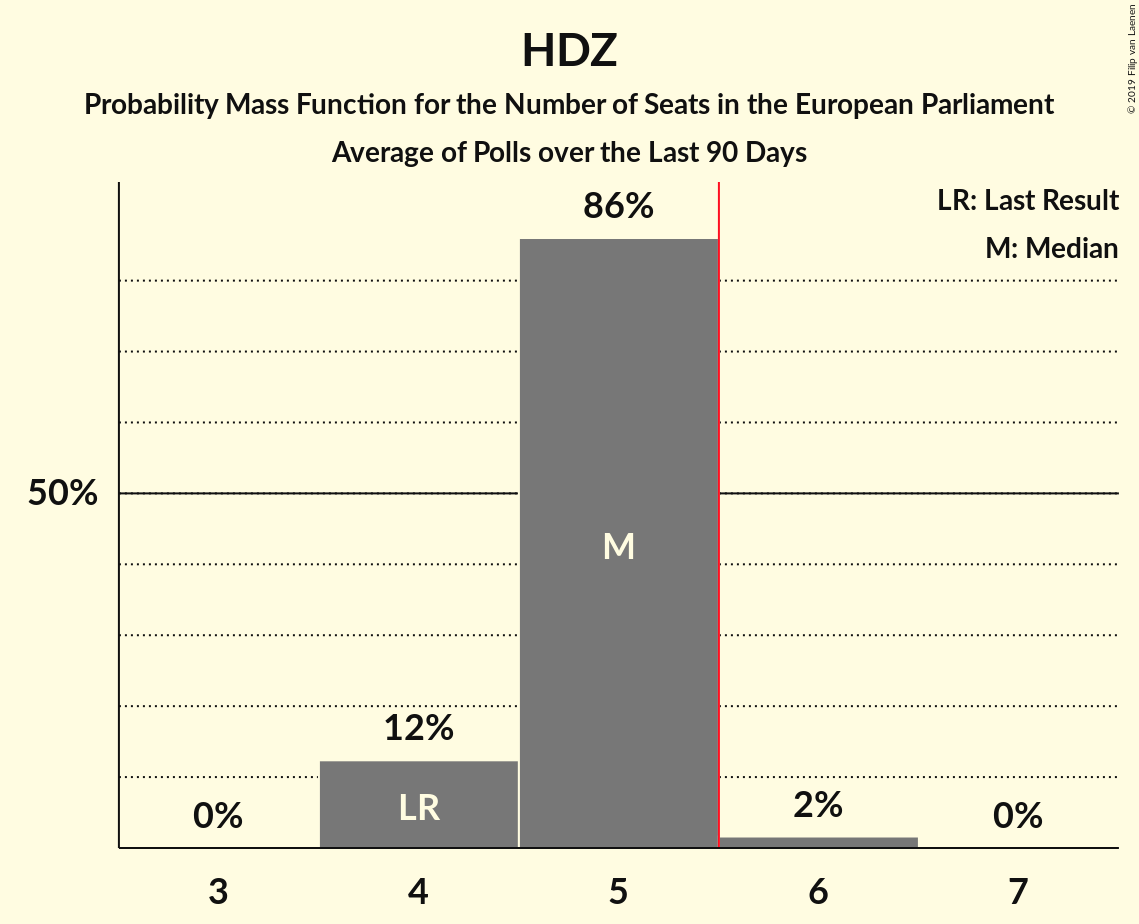 HDZ
Probability Mass Function for the Number of Seats in the European Parliament
Average of Polls over the Last 90 Days
© 2019 Filip van Laenen
LR: Last Result
M: Median
86%
50%
M
12%
LR
0%
2%
0%
3 4 5 6 7